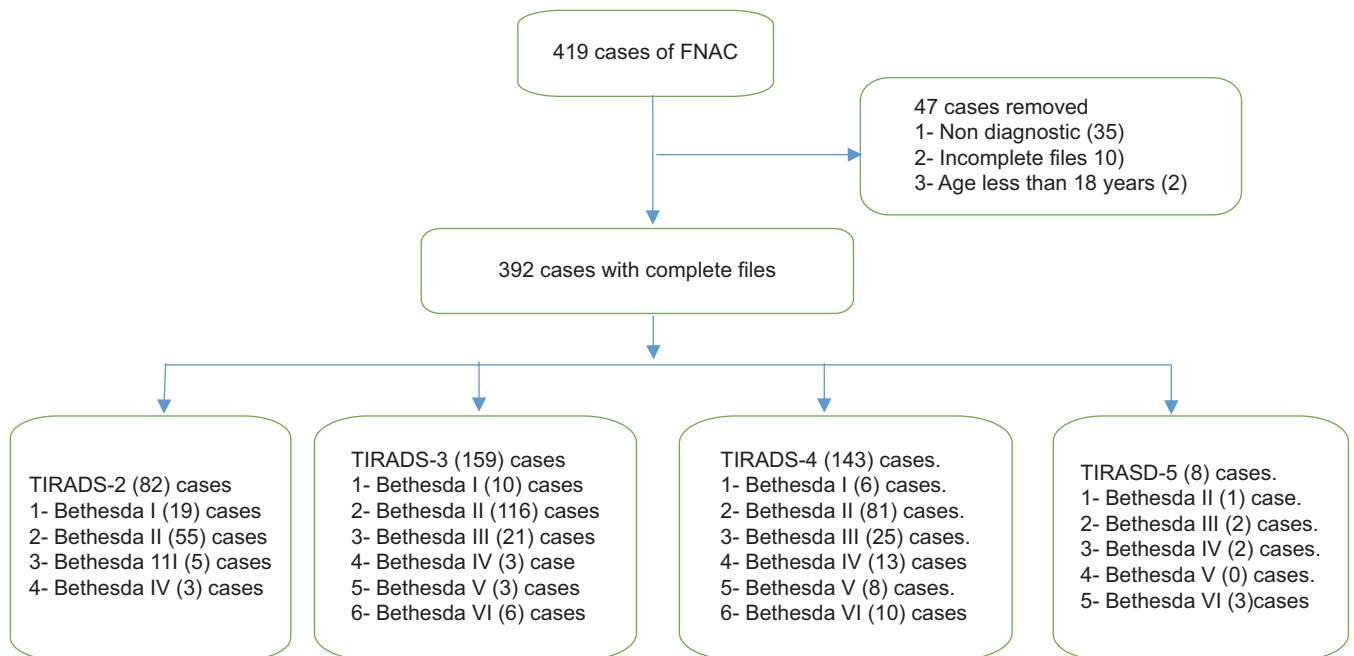 419 cases of FNAC
47 cases removed
1- Non diagnostic (35)
2- Incomplete files 10)
3- Age less than 18 years (2)
392 cases with complete files
TIRADS-2 (82) cases
1- Bethesda I (19) cases
2- Bethesda II (55) cases
3- Bethesda 11I (5) cases
4- Bethesda IV (3) cases
TIRADS-3 (159) cases
1- Bethesda I (10) cases
2- Bethesda II (116) cases
3- Bethesda III (21) cases
4- Bethesda IV (3) case
5- Bethesda V (3) cases
6- Bethesda VI (6) cases
TIRADS-4 (143) cases.
1- Bethesda I (6) cases.
2- Bethesda II (81) cases.
3- Bethesda III (25) cases.
4- Bethesda IV (13) cases
5- Bethesda V (8) cases.
6- Bethesda VI (10) cases
TIRASD-5 (8) cases.
1- Bethesda II (1) case.
2- Bethesda III (2) cases.
3- Bethesda IV (2) cases.
4- Bethesda V (0) cases.
5- Bethesda VI (3)cases